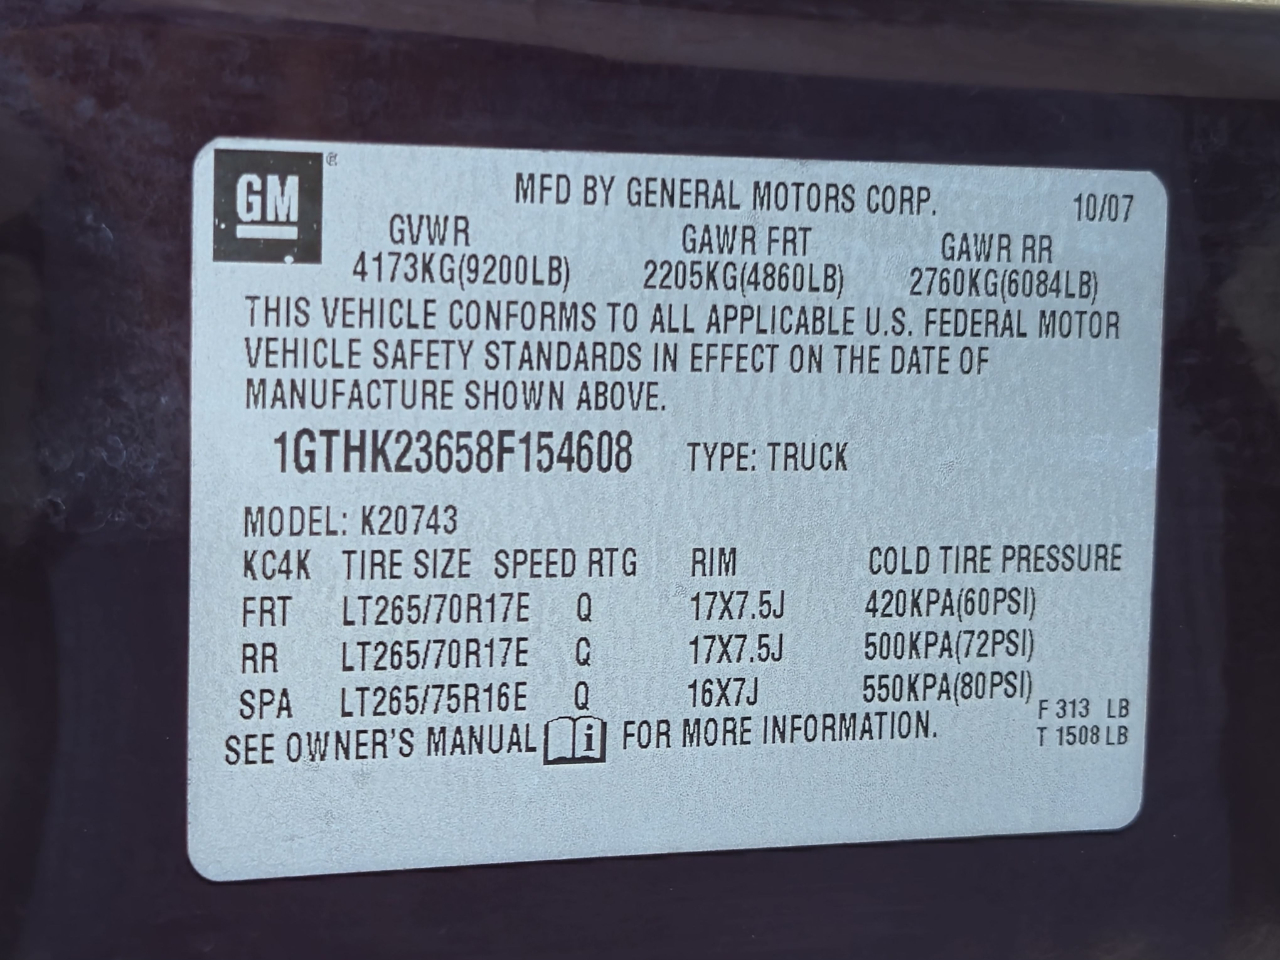 GM
MFD BY GENERAL MOTORS CORP. 10/07
GVWR GAWR FRT GAWR RR
4173KG(9200LB) 2205KG(4860LB) 2760KG(6084LB)
THIS VEHICLE CONFORMS TO ALL APPLICABLE U.S. FEDERAL MOTOR
VEHICLE SAFETY STANDARDS IN EFFECT ON THE DATE OF
MANUFACTURE SHOWN ABOVE.
1GTHK23658F154608 TYPE: TRUCK
MODEL: K20743
KC4K TIRE SIZE SPEED RTG RIM COLD TIRE PRESSURE
FRT LT265/70R17E Q 17X7.5J 420KPA(60PSI)
RR LT265/70R17E Q 17X7.5J 500KPA(72PSI)
SPA LT265/75R16E Q 16X7J 550KPA(80PSI)
F 313 LB
SEE OWNER'S MANUAL i FOR MORE INFORMATION.
T 1508 LB